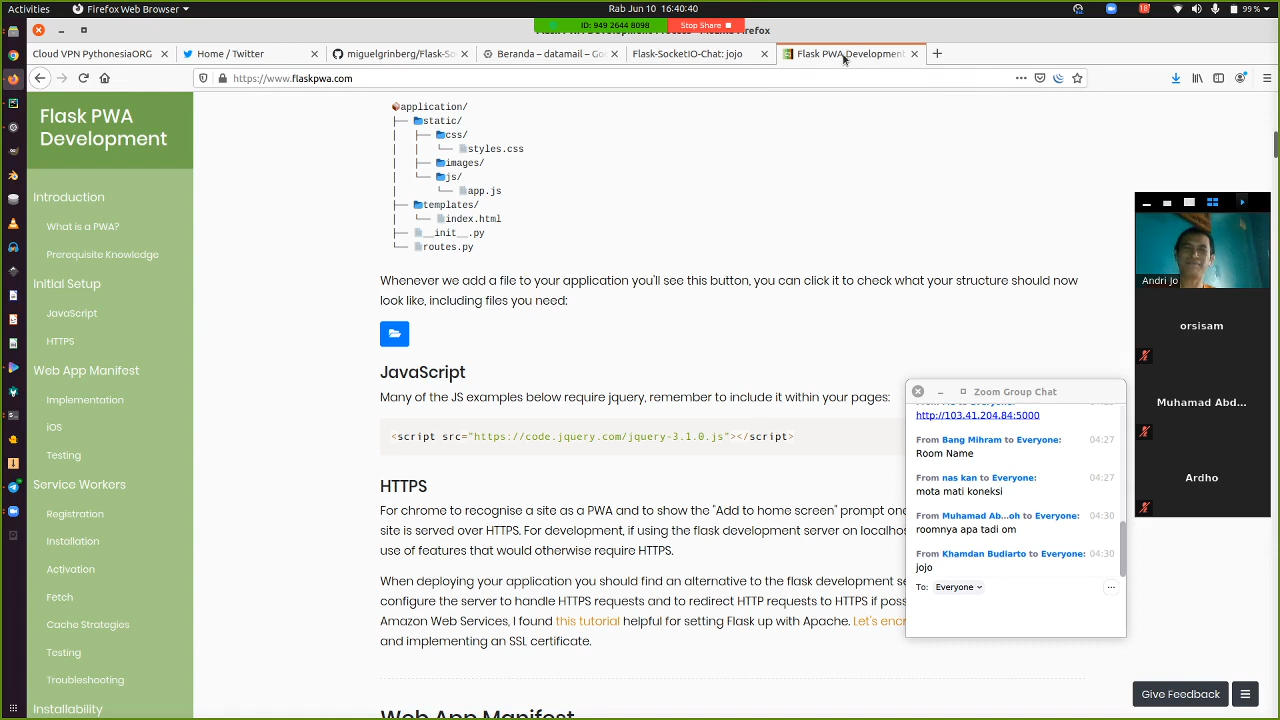 Activities
Firefox Web Browser
Rab Jun 10 16:40:40
18
99 %
ID: 949 2644 8098
Stop Share
Cloud VPN PythonesiaORG
Home / Twitter
miguelgrinberg/Flask-So
Beranda – datamail – Go
Flask-SocketIO-Chat: jojo
Flask PWA Development
https://www.flaskpwa.com
Flask PWA
Development
Introduction
What is a PWA?
Prerequisite Knowledge
Initial Setup
JavaScript
HTTPS
Web App Manifest
Implementation
iOS
Testing
Service Workers
Registration
Installation
Activation
Fetch
Cache Strategies
Testing
Troubleshooting
Installability
application/
static/
css/
styles.css
images/
js/
app.js
templates/
index.html
__init__.py
routes.py
Whenever we add a file to your application you'll see this button, you can click it to check what your structure should now
look like, including files you need:
JavaScript
Many of the JS examples below require jquery, remember to include it within your pages:
<script src="https://code.jquery.com/jquery-3.1.0.js"></script>
HTTPS
For chrome to recognise a site as a PWA and to show the "Add to home screen" prompt one
site is served over HTTPS. For development, if using the flask development server on localhos
use of features that would otherwise require HTTPS.
When deploying your application you should find an alternative to the flask development se
configure the server to handle HTTPS requests and to redirect HTTP requests to HTTPS if poss
Amazon Web Services, I found this tutorial helpful for setting Flask up with Apache. Let's encr
and implementing an SSL certificate.
Web App Manifest
Zoom Group Chat
http://103.41.204.84:5000
From Bang Mihram to Everyone: 04:27
Room Name
From nas kan to Everyone: 04:27
mota mati koneksi
From Muhamad Ab...oh to Everyone: 04:30
roomnya apa tadi om
From Khamdan Budiarto to Everyone: 04:30
jojo
To: Everyone
Andri Jo
orsisam
Muhamad Abd...
Ardho
Give Feedback